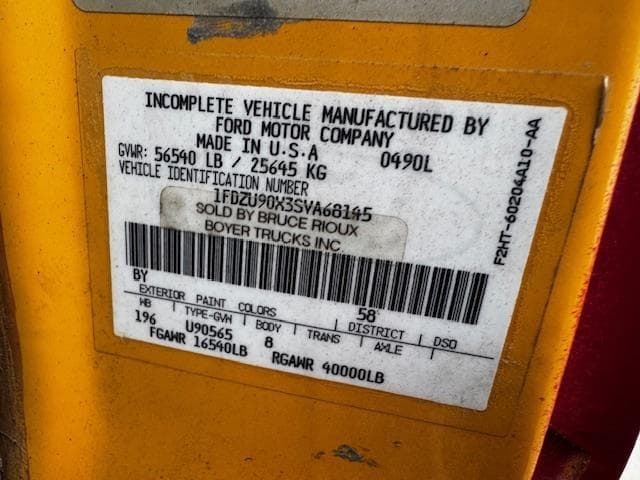 INCOMPLETE VEHICLE MANUFACTURED BY
FORD MOTOR COMPANY
MADE IN U.S.A 0490L
GVWR: 56540 LB / 25645 KG
VEHICLE IDENTIFICATION NUMBER
1FDZU90X3SVA68145
SOLD BY BRUCE RIOUX
BOYER TRUCKS INC
BY 58
EXTERIOR PAINT COLORS DISTRICT DSO
WB TYPE-GVW BODY TRANS AXLE
196 U90565 8
FGAWR 16540LB RGAWR 40000LB
F2HT-60204A10-AA